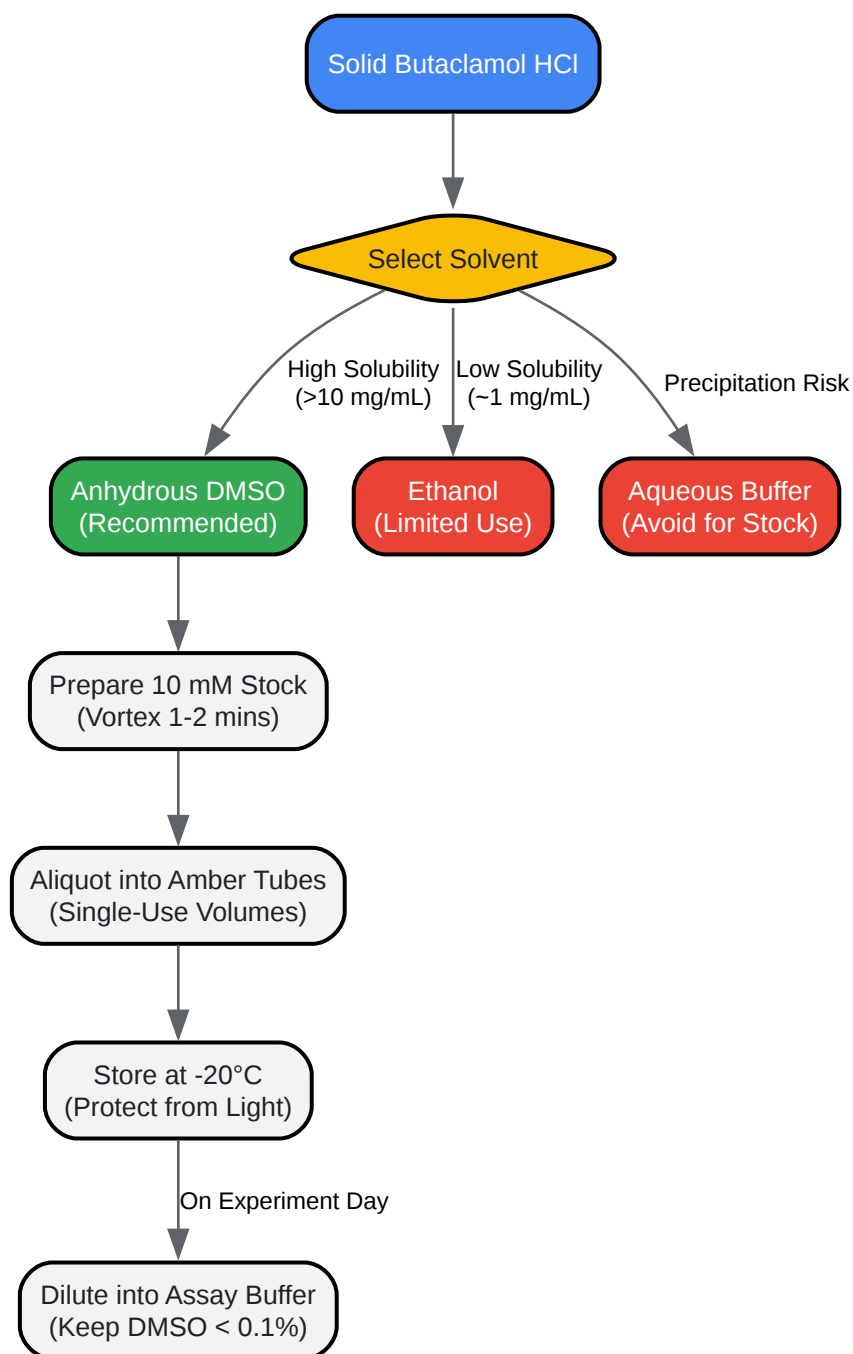 Solid Butaclamol HCl
Select Solvent
High Solubility
(>10 mg/mL)
Low Solubility
(~1 mg/mL)
Precipitation Risk
Anhydrous DMSO
(Recommended)
Ethanol
(Limited Use)
Aqueous Buffer
(Avoid for Stock)
Prepare 10 mM Stock
(Vortex 1-2 mins)
Aliquot into Amber Tubes
(Single-Use Volumes)
Store at -20°C
(Protect from Light)
On Experiment Day
Dilute into Assay Buffer
(Keep DMSO < 0.1%)